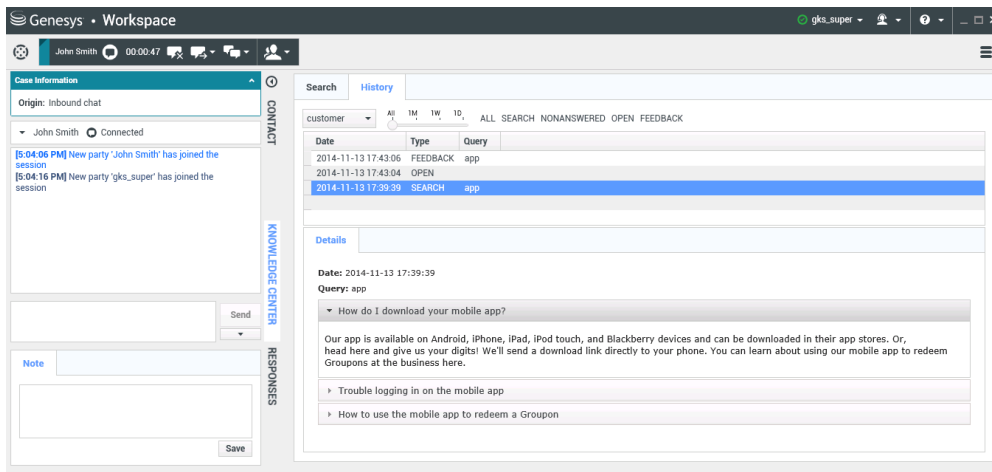 Genesys • Workspace
gks_super
John Smith 00:00:47
Case Information
Origin: Inbound chat
John Smith Connected
[5:04:06 PM] New party 'John Smith' has joined the
session
[5:04:16 PM] New party 'gks_super' has joined the
session
Send
Note
Save
CONTACT
KNOWLEDGE CENTER
RESPONSES
Search History
customer All 1M 1W 1D ALL SEARCH NONANSWERED OPEN FEEDBACK
Date Type Query
2014-11-13 17:43:06 FEEDBACK app
2014-11-13 17:43:04 OPEN
2014-11-13 17:39:39 SEARCH app
Details
Date: 2014-11-13 17:39:39
Query: app
How do I download your mobile app?
Our app is available on Android, iPhone, iPad, iPod touch, and Blackberry devices and can be downloaded in their app stores. Or,
head here and give us your digits! We'll send a download link directly to your phone. You can learn about using our mobile app to redeem
Groupons at the business here.
Trouble logging in on the mobile app
How to use the mobile app to redeem a Groupon